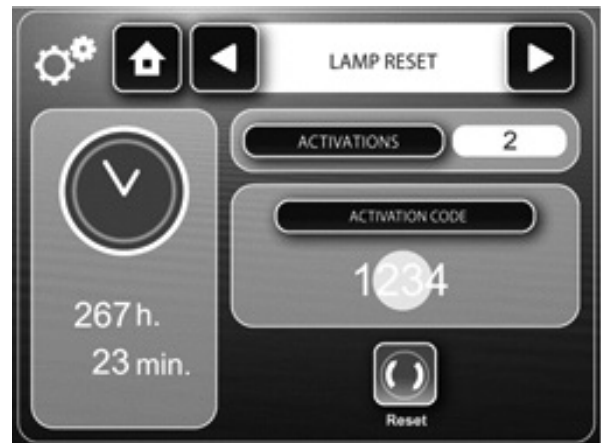 LAMP RESET
ACTIVATIONS 2
ACTIVATION CODE
1234
267 h.
23 min.
Reset